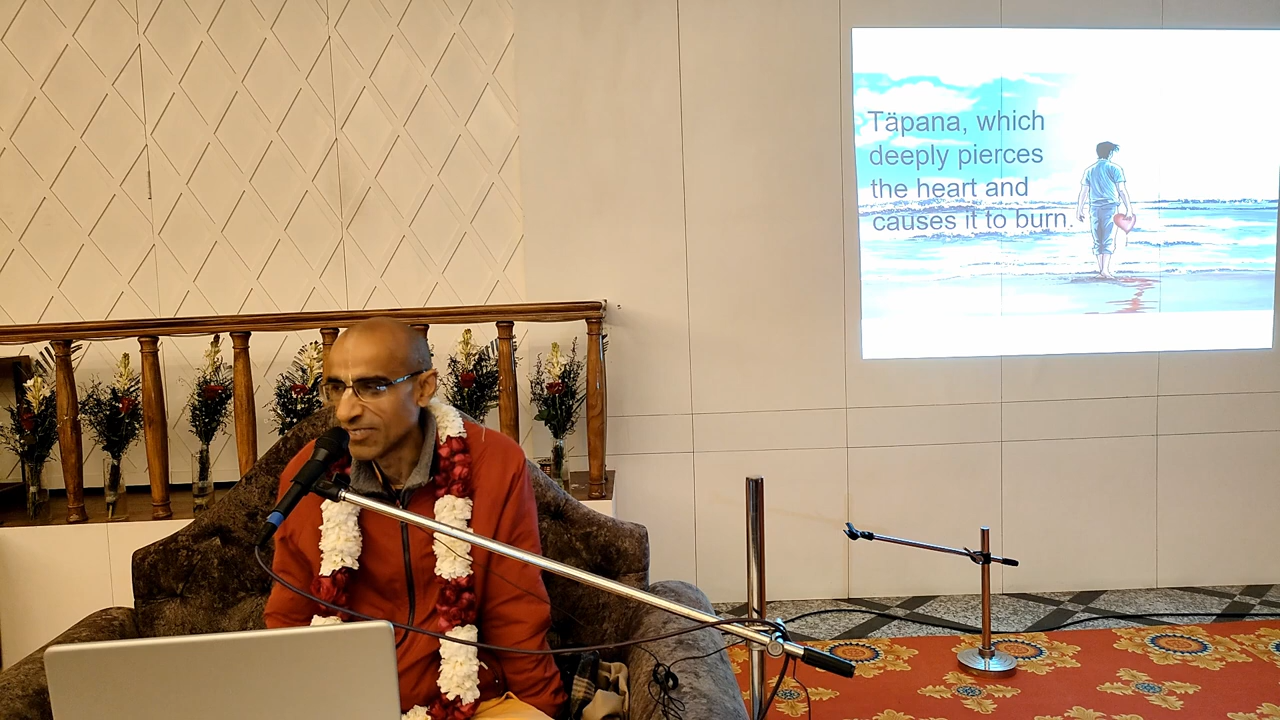 Täpana, which
deeply pierces
the heart and
causes it to burn.